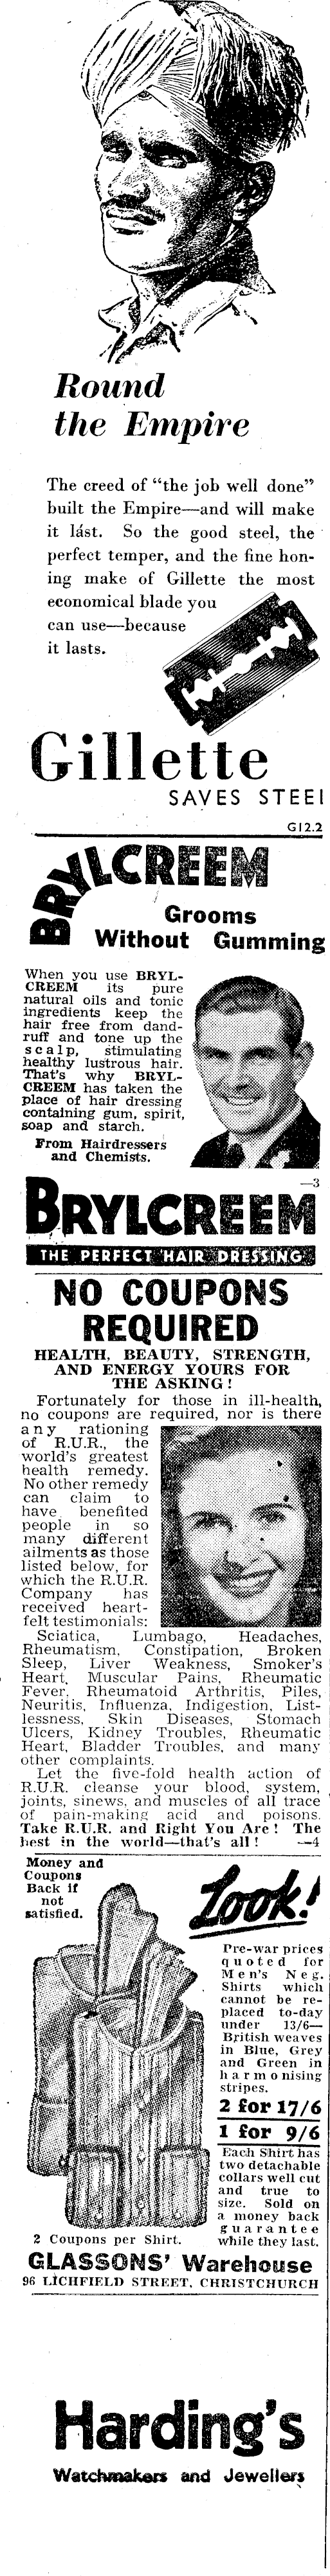 Round
the Empire
The creed of "the job well done"
built the Empire—and will make
it lást. So the good steel, the
perfect temper, and the fine hon-
ing make of Gillette the most
economical blade you
can use—because
it lasts.
Gillette
SAVES STEEL
G12.2
BRYLCREEM
Grooms
Without Gumming
When you use BRYL-
CREEM its pure
natural oils and tonic
ingredients keep the
hair free from dand-
ruff and tone up the
scalp, stimulating
healthy lustrous hair.
That's why BRYL-
CREEM has taken the
place of hair dressing
containing gum, spirit,
soap and starch.
From Hairdressers
and Chemists.
—3
BRYLCREEM
THE PERFECT HAIR DRESSING
NO COUPONS
REQUIRED
HEALTH, BEAUTY, STRENGTH,
AND ENERGY YOURS FOR
THE ASKING!
Fortunately for those in ill-health,
no coupons are required, nor is there
any rationing
of R.U.R., the
world's greatest
health remedy.
No other remedy
can claim to
have benefited
people in so
many different
ailments as those
listed below, for
which the R.U.R.
Company has
received heart-
felt testimonials:
Sciatica, Lumbago, Headaches,
Rheumatism, Constipation, Broken
Sleep, Liver Weakness, Smoker's
Heart, Muscular Pains, Rheumatic
Fever, Rheumatoid Arthritis, Piles,
Neuritis, Influenza, Indigestion, List-
lessness, Skin Diseases, Stomach
Ulcers, Kidney Troubles, Rheumatic
Heart, Bladder Troubles, and many
other complaints.
Let the five-fold health action of
R.U.R. cleanse your blood, system,
joints, sinews, and muscles of all trace
of pain-making acid and poisons.
Take R.U.R. and Right You Are! The
best in the world—that's all! —4
Money and
Coupons
Back if
not
satisfied.
Look!
Pre-war prices
quoted for
Men's Neg.
Shirts which
cannot be re-
placed to-day
under 13/6—
British weaves
in Blue, Grey
and Green in
harmonising
stripes.
2 for 17/6
1 for 9/6
Each Shirt has
two detachable
collars well cut
and true to
size. Sold on
a money back
guarantee
while they last.
2 Coupons per Shirt.
GLASSONS' Warehouse
96 LICHFIELD STREET, CHRISTCHURCH
Harding's
Watchmakers and Jewellers